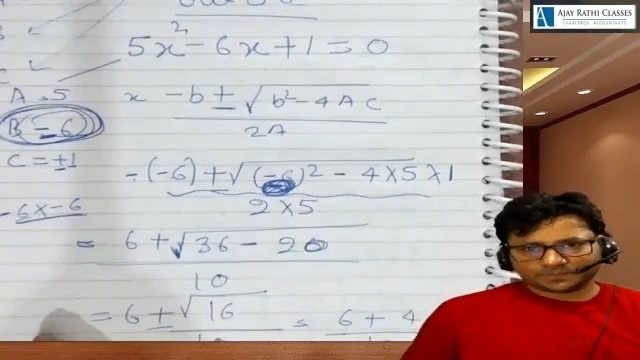 AJAY RATHI CLASSES
CHARTERED ACCOUNTANTS
5x² - 6x + 1 = 0
A = 5
x -b ± √b² - 4AC
2A
B - 6
C = ±1
- (-6) ± √(-6)² - 4×5×1
2×5
-6x-6
= 6 + √36 - 20
10
= 6 ± √16 = 6 + 4